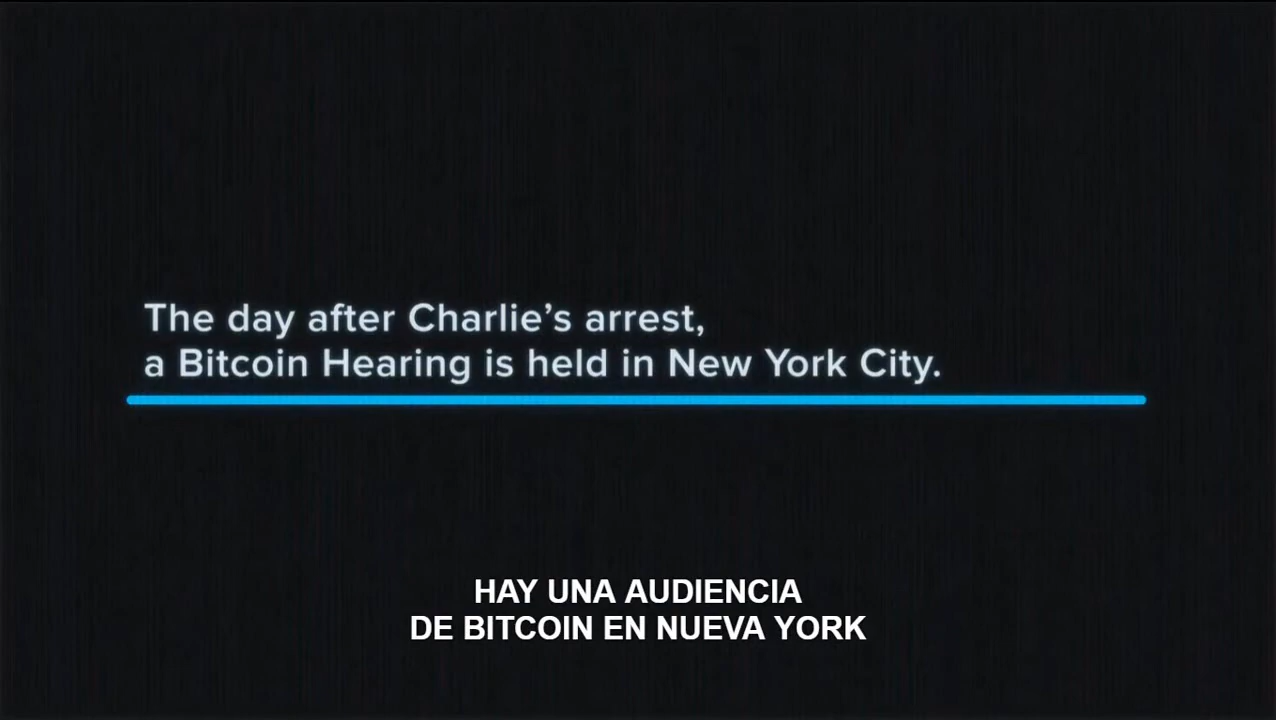 The day after Charlie's arrest,
a Bitcoin Hearing is held in New York City.
HAY UNA AUDIENCIA
DE BITCOIN EN NUEVA YORK